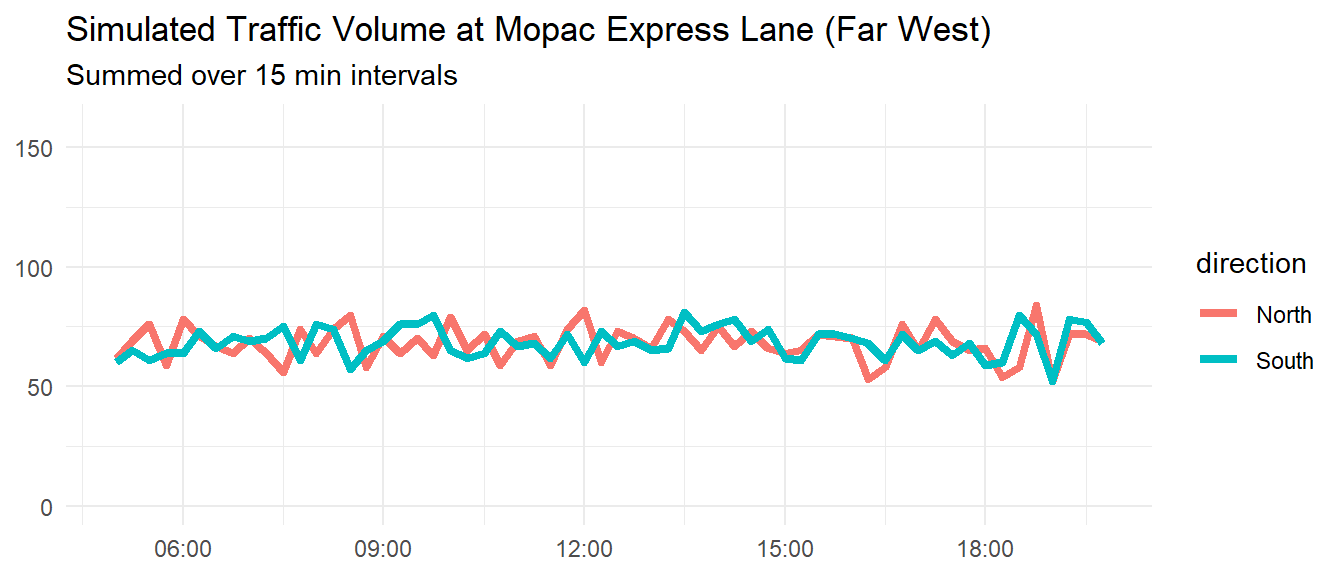 Simulated Traffic Volume at Mopac Express Lane (Far West)
Summed over 15 min intervals
150
100
50
0
06:00 09:00 12:00 15:00 18:00
direction
North
South